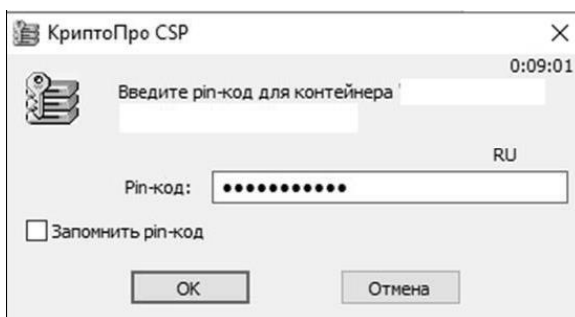 КриптоПро CSP
0:09:01
Введите pin-код для контейнера '
RU
Pin-код: •••••••••••
Запомнить pin-код
OK Отмена